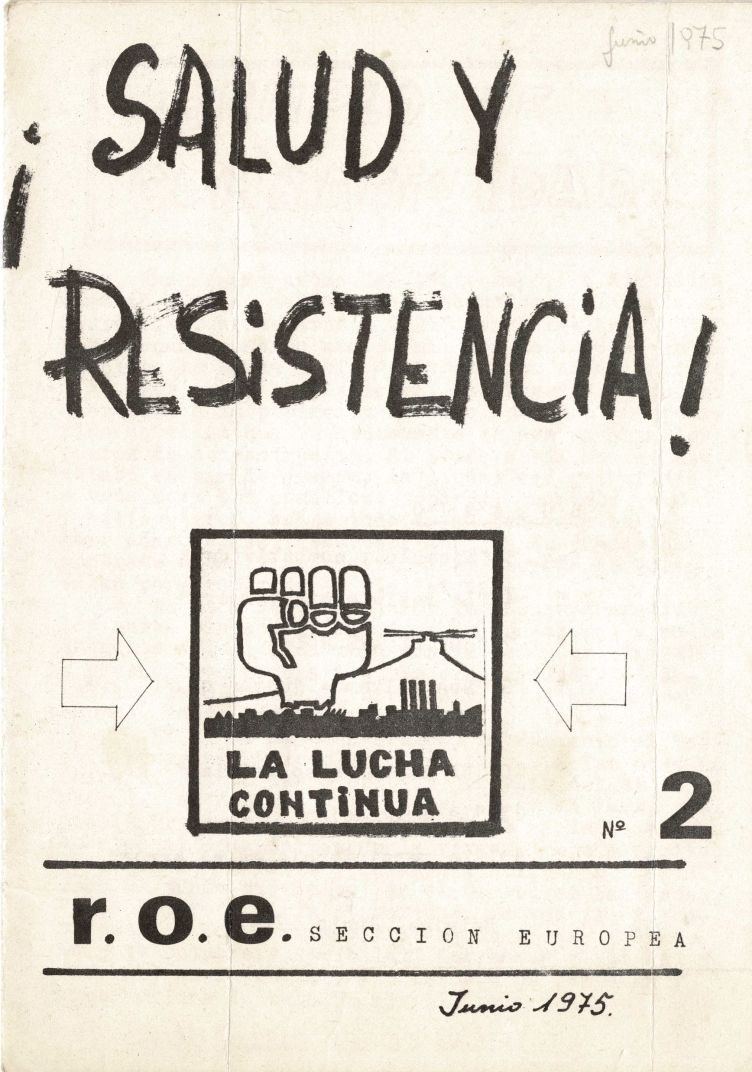 junio 1975
¡SALUD Y
RESiSTENCiA!
LA LUCHA
CONTiNUA
Nº 2
r.o.e. SECCION EUROPEA
Junio 1975.